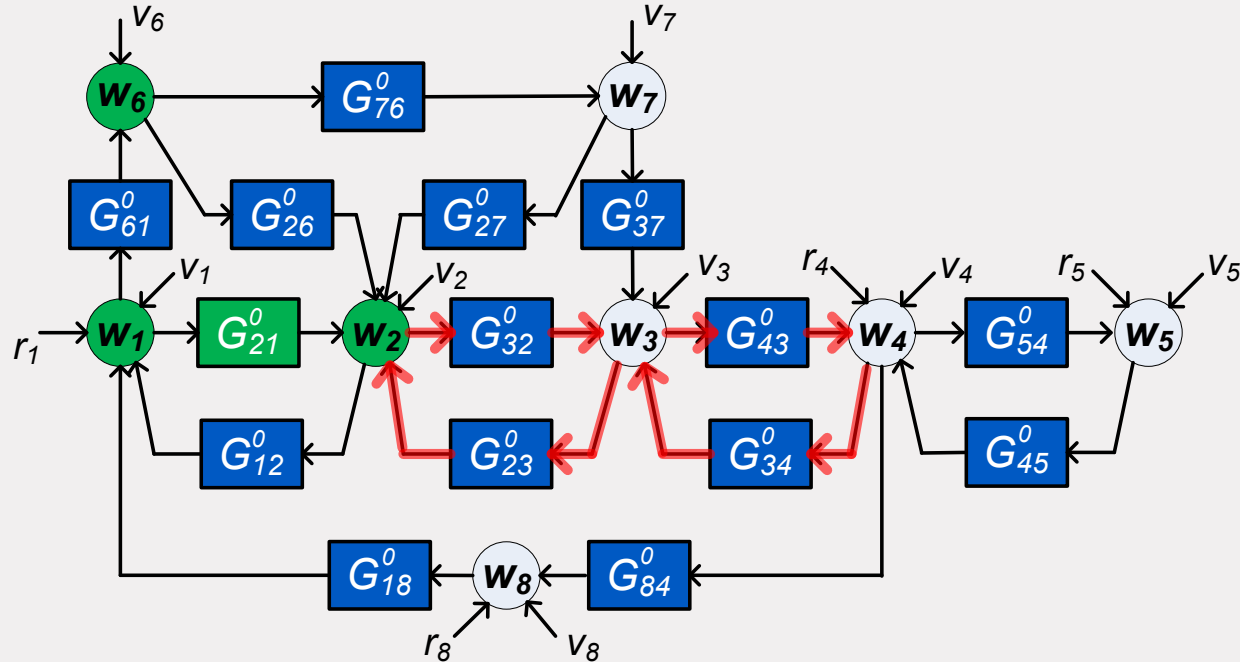 v6 v7
w6 G⁰76 w7
G⁰61 G⁰26 G⁰27 G⁰37
v1 v2 v3 r4 v4 r5 v5
r1 w1 G⁰21 w2 G⁰32 w3 G⁰43 w4 G⁰54 w5
G⁰12 G⁰23 G⁰34 G⁰45
G⁰18 w8 G⁰84
r8 v8